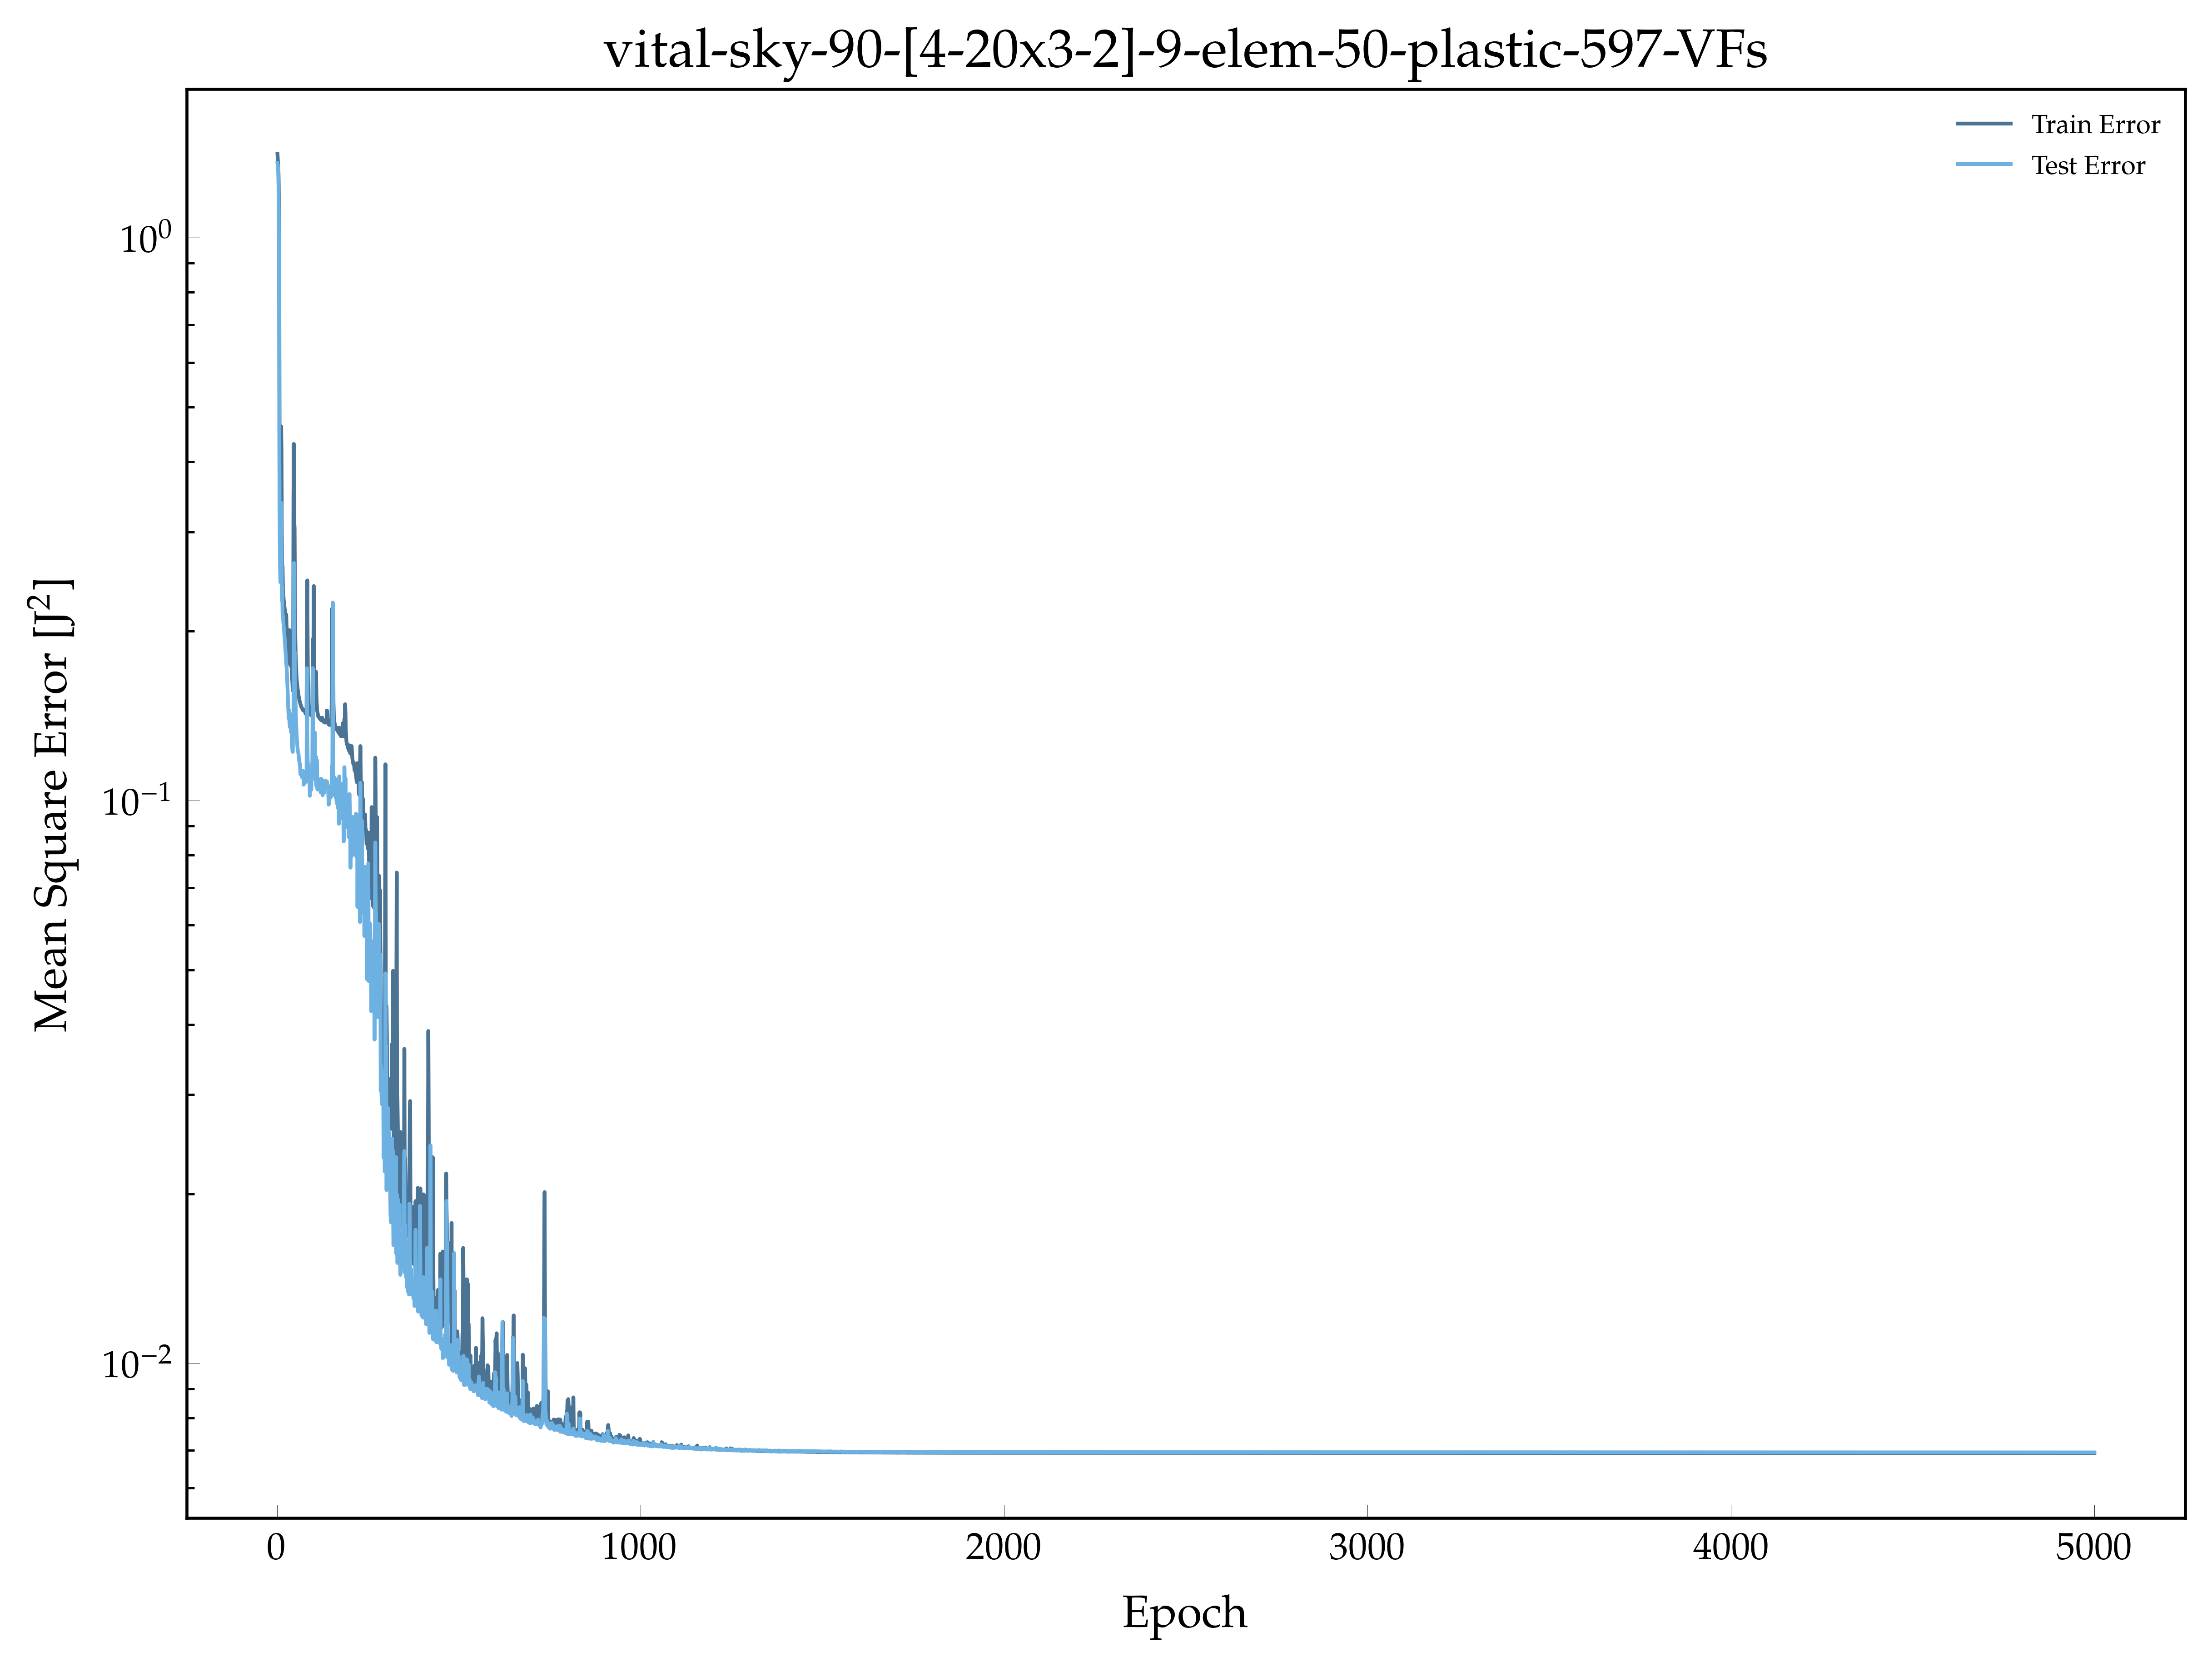 vital-sky-90-[4-20x3-2]-9-elem-50-plastic-597-VFs
Train Error
Test Error
10⁰
10⁻¹
10⁻²
Mean Square Error [J²]
0 1000 2000 3000 4000 5000
Epoch